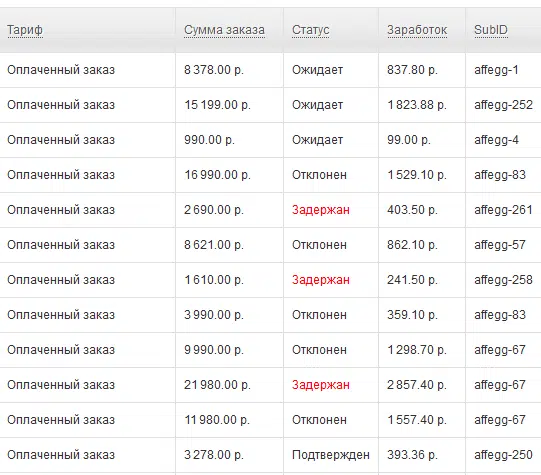 Тариф Сумма заказа Статус Заработок SubID
Оплаченный заказ 8 378.00 р. Ожидает 837.80 р. affegg-1
Оплаченный заказ 15 199.00 р. Ожидает 1 823.88 р. affegg-252
Оплаченный заказ 990.00 р. Ожидает 99.00 р. affegg-4
Оплаченный заказ 16 990.00 р. Отклонен 1 529.10 р. affegg-83
Оплаченный заказ 2 690.00 р. Задержан 403.50 р. affegg-261
Оплаченный заказ 8 621.00 р. Отклонен 862.10 р. affegg-57
Оплаченный заказ 1 610.00 р. Задержан 241.50 р. affegg-258
Оплаченный заказ 3 990.00 р. Отклонен 359.10 р. affegg-83
Оплаченный заказ 9 990.00 р. Отклонен 1 298.70 р. affegg-67
Оплаченный заказ 21 980.00 р. Задержан 2 857.40 р. affegg-67
Оплаченный заказ 11 980.00 р. Отклонен 1 557.40 р. affegg-67
Оплаченный заказ 3 278.00 р. Подтвержден 393.36 р. affegg-250